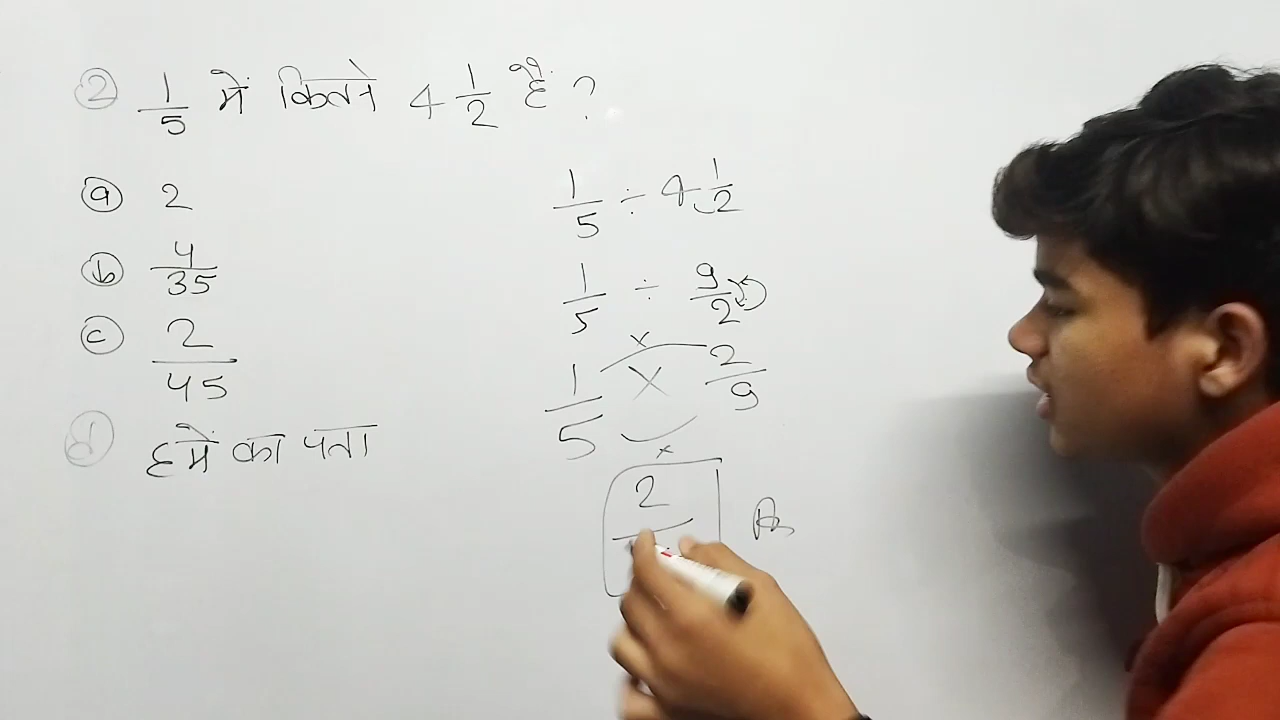 ② 1/5 में कितने 4 1/2 है ?
ⓐ 2
ⓑ 4/35
ⓒ 2/45
ⓓ हमें का पता
1/5 ÷ 4 1/2
1/5 ÷ 9/2
1/5 × 2/9
2